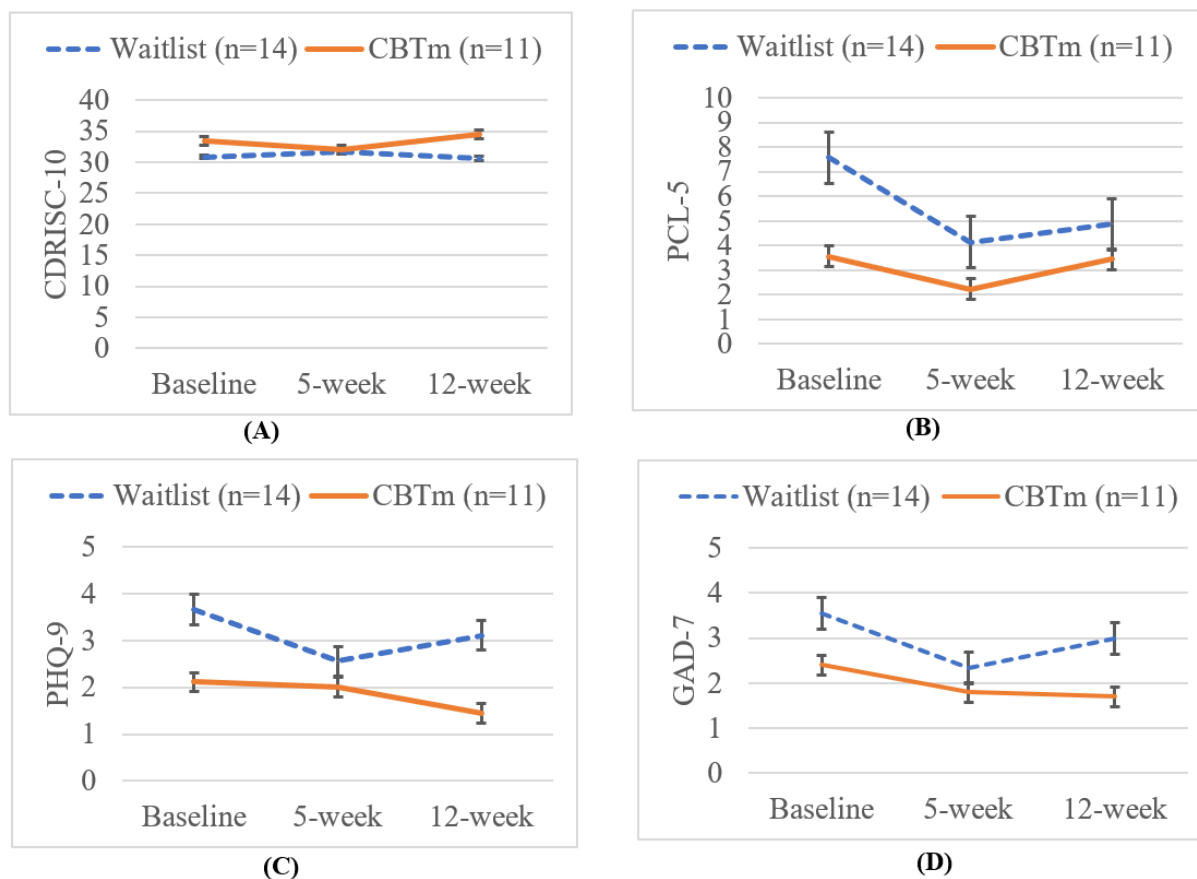 Waitlist (n=14) CBTm (n=11)
CDRISC-10
40
35
30
25
20
15
10
5
0
Baseline 5-week 12-week
(A)
Waitlist (n=14) CBTm (n=11)
PCL-5
10
9
8
7
6
5
4
3
2
1
0
Baseline 5-week 12-week
(B)
Waitlist (n=14) CBTm (n=11)
PHQ-9
5
4
3
2
1
0
Baseline 5-week 12-week
(C)
Waitlist (n=14) CBTm (n=11)
GAD-7
5
4
3
2
1
0
Baseline 5-week 12-week
(D)